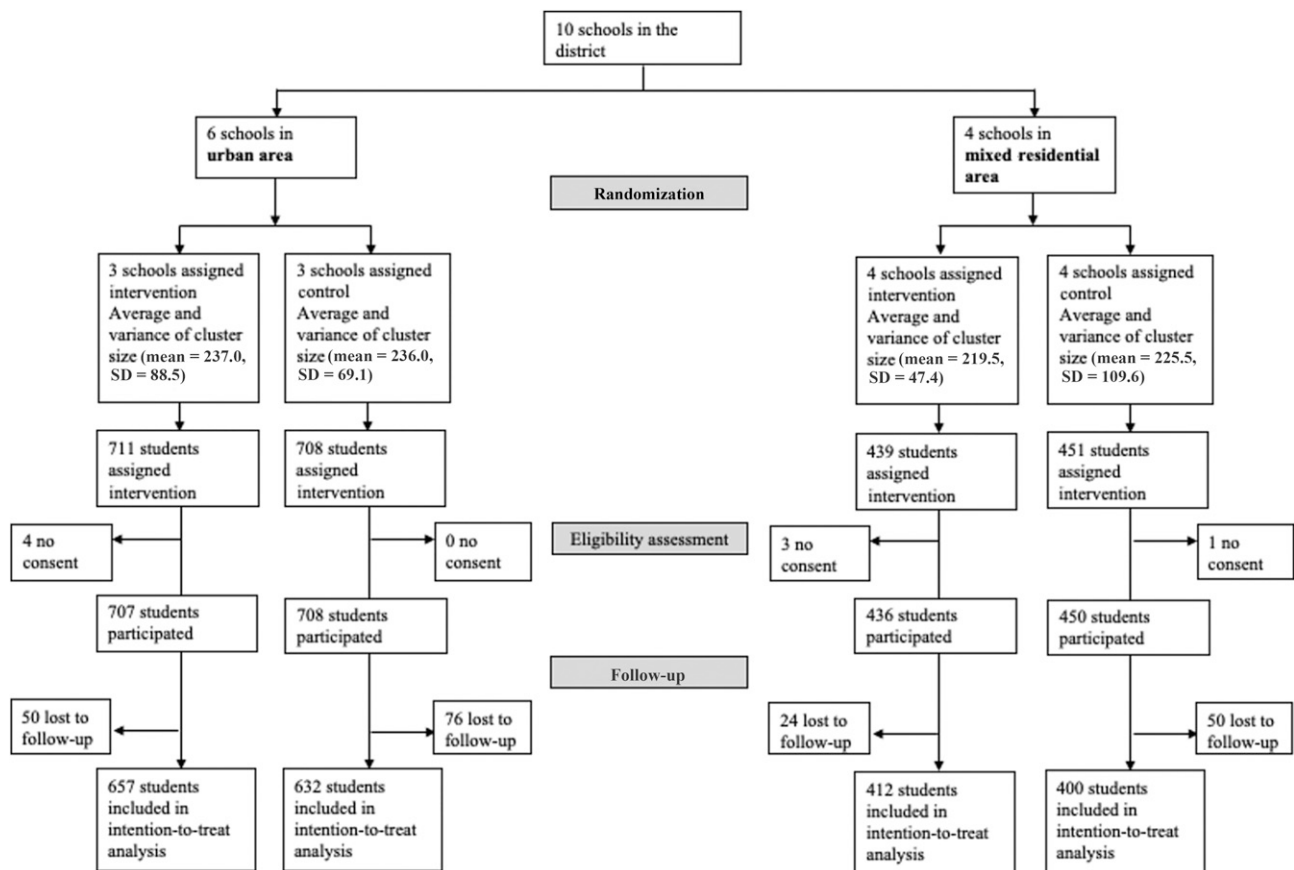 10 schools in the
district
6 schools in
urban area
4 schools in
mixed residential
area
Randomization
3 schools assigned
intervention
Average and
variance of cluster
size (mean = 237.0,
SD = 88.5)
3 schools assigned
control
Average and
variance of cluster
size (mean = 236.0,
SD = 69.1)
4 schools assigned
intervention
Average and
variance of cluster
size (mean = 219.5,
SD = 47.4)
4 schools assigned
control
Average and
variance of cluster
size (mean = 225.5,
SD = 109.6)
711 students
assigned
intervention
708 students
assigned
intervention
439 students
assigned
intervention
451 students
assigned
intervention
4 no
consent
0 no
consent
Eligibility assessment
3 no
consent
1 no
consent
707 students
participated
708 students
participated
436 students
participated
450 students
participated
Follow-up
50 lost to
follow-up
76 lost to
follow-up
24 lost to
follow-up
50 lost to
follow-up
657 students
included in
intention-to-treat
analysis
632 students
included in
intention-to-treat
analysis
412 students
included in
intention-to-treat
analysis
400 students
included in
intention-to-treat
analysis